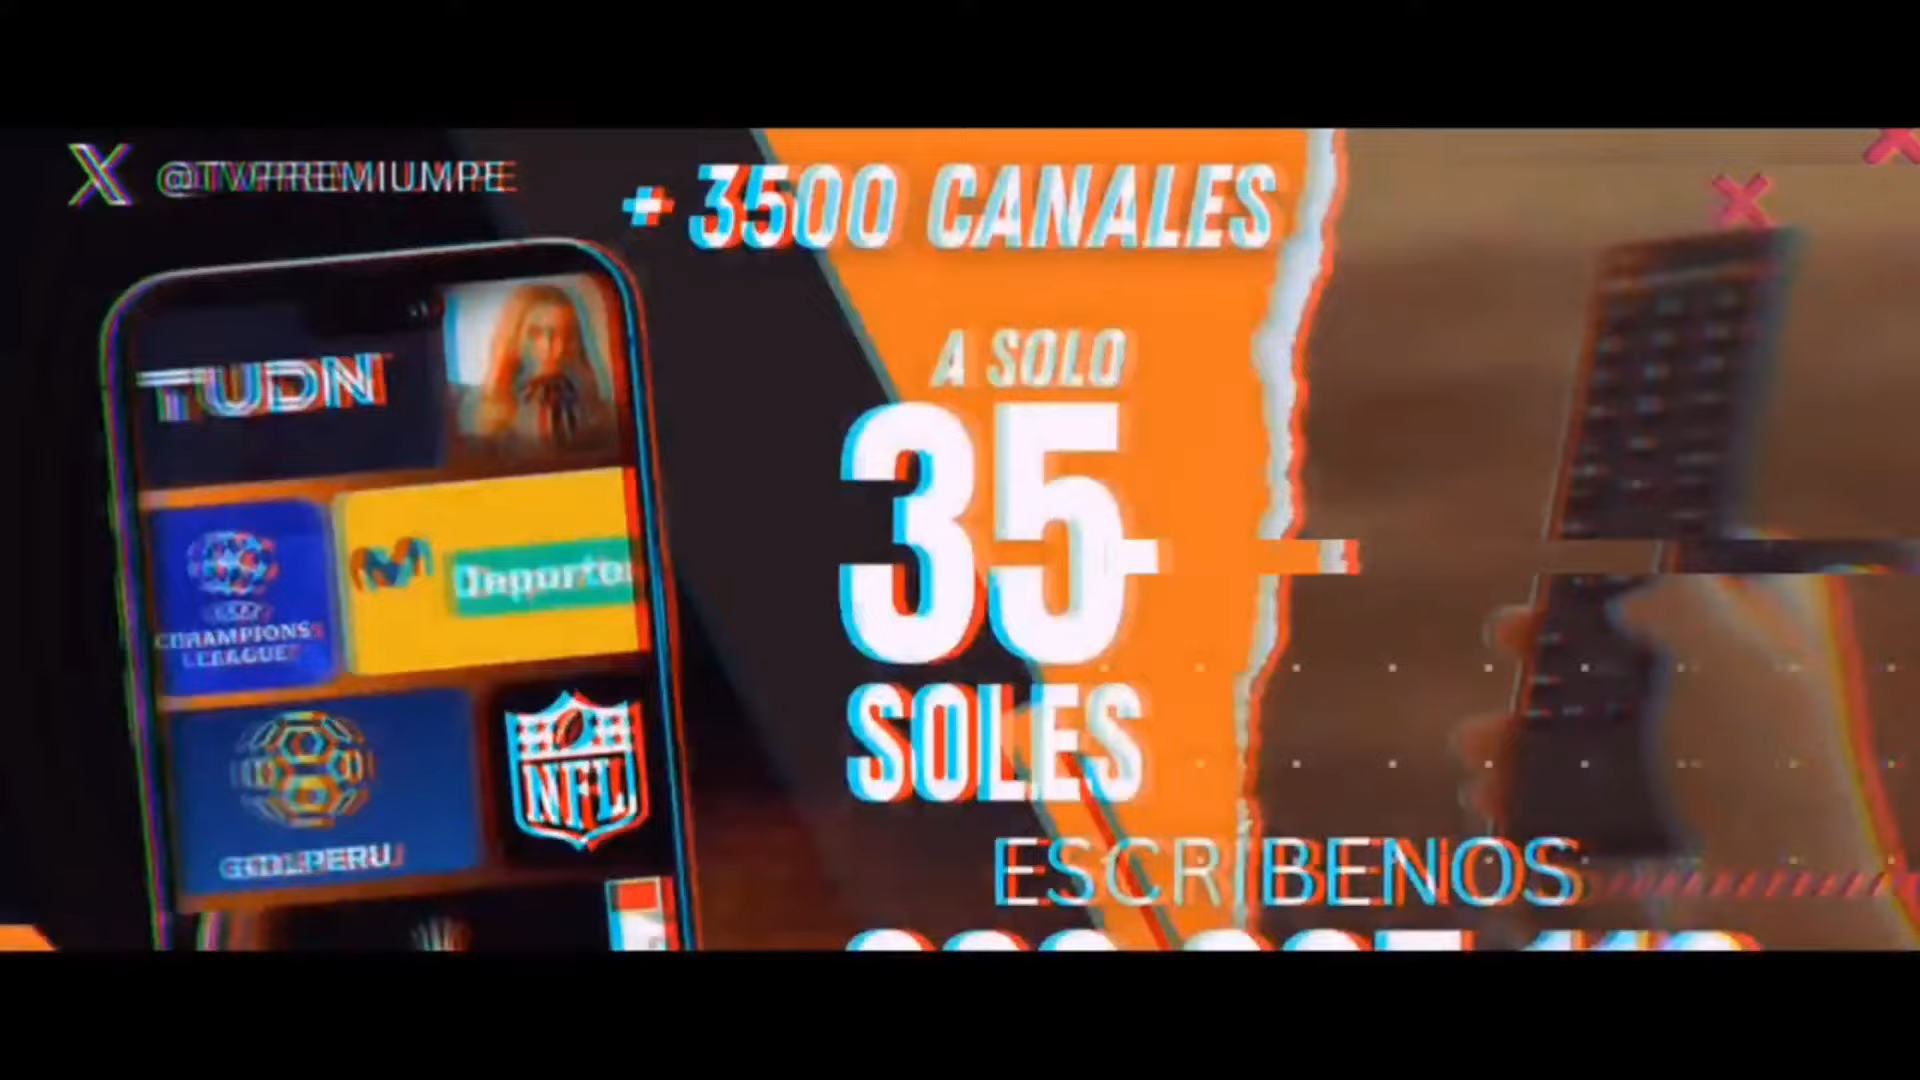 @TVPREMIUMPE
+ 3500 CANALES
A SOLO
35
SOLES
TUDN
CHAMPIONS
LEAGUE
Deportes
GOLPERU
NFL
ESCRÍBENOS